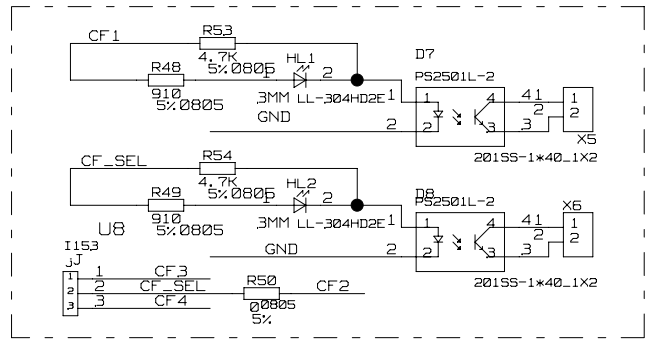 CF1
R53
4.7K
5%0805
R48
910
5%0805
1
HL1
2
3MM LL-304HD2E
GND
1
2
D7
PS2501L-2
1
2
4
3
4
3
1
2
1
2
X5
201SS-1*40_1X2
CF_SEL
R54
4.7K
5%0805
R49
910
5%0805
1
HL2
2
3MM LL-304HD2E
GND
1
2
D8
PS2501L-2
1
2
4
3
4
3
1
2
1
2
X6
201SS-1*40_1X2
U8
I153
jJ
1
2
3
1
2
3
CF3
CF_SEL
CF4
R50
00805
5%
CF2